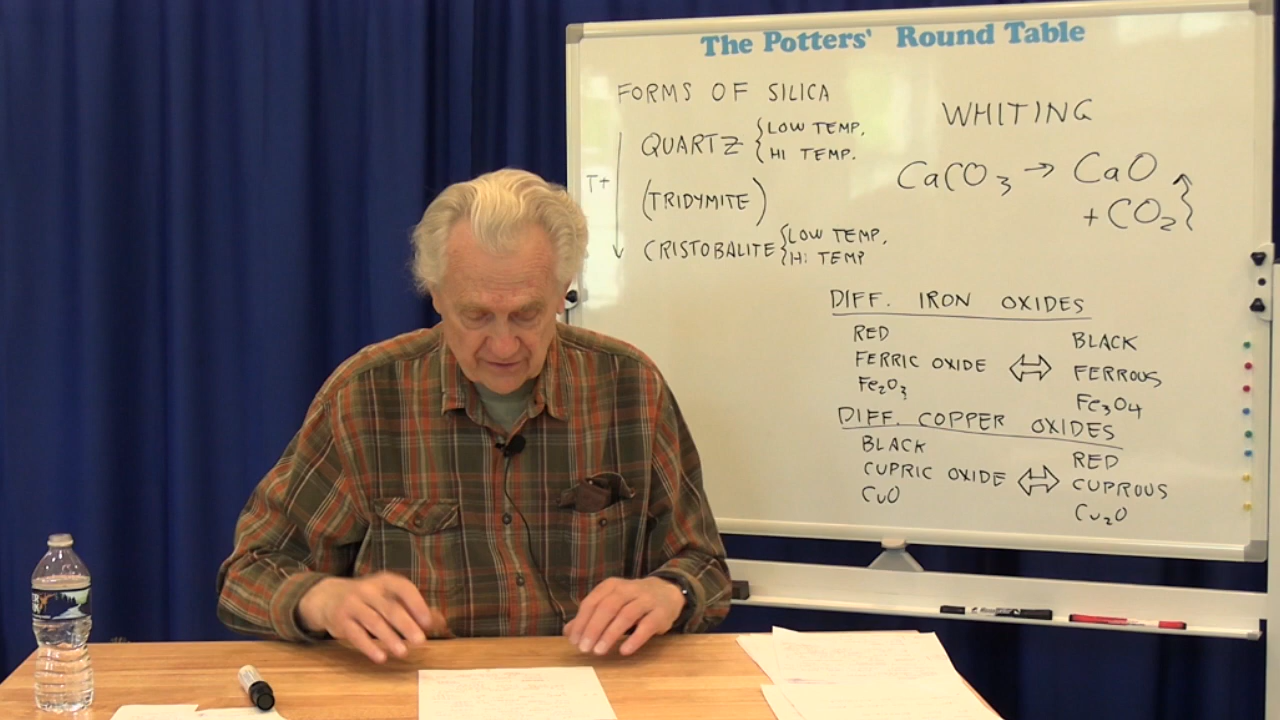 The Potters' Round Table
FORMS OF SILICA
QUARTZ { LOW TEMP.
HI TEMP.
T+
(TRIDYMITE)
CRISTOBALITE { LOW TEMP.
Hi TEMP
WHITING
CaCO3 → CaO
+ CO2
DIFF. IRON OXIDES
RED
FERRIC OXIDE ⇔
Fe2O3
BLACK
FERROUS
Fe3O4
DIFF. COPPER OXIDES
BLACK
CUPRIC OXIDE ⇔
CuO
RED
CUPROUS
Cu2O